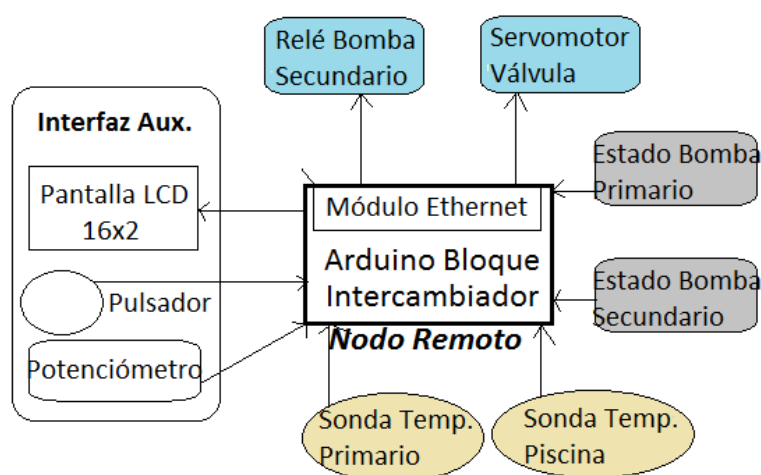 Relé Bomba
Secundario
Servomotor
Válvula
Interfaz Aux.
Pantalla LCD
16x2
Pulsador
Potenciómetro
Módulo Ethernet
Arduino Bloque
Intercambiador
Nodo Remoto
Estado Bomba
Primario
Estado Bomba
Secundario
Sonda Temp.
Primario
Sonda Temp.
Piscina